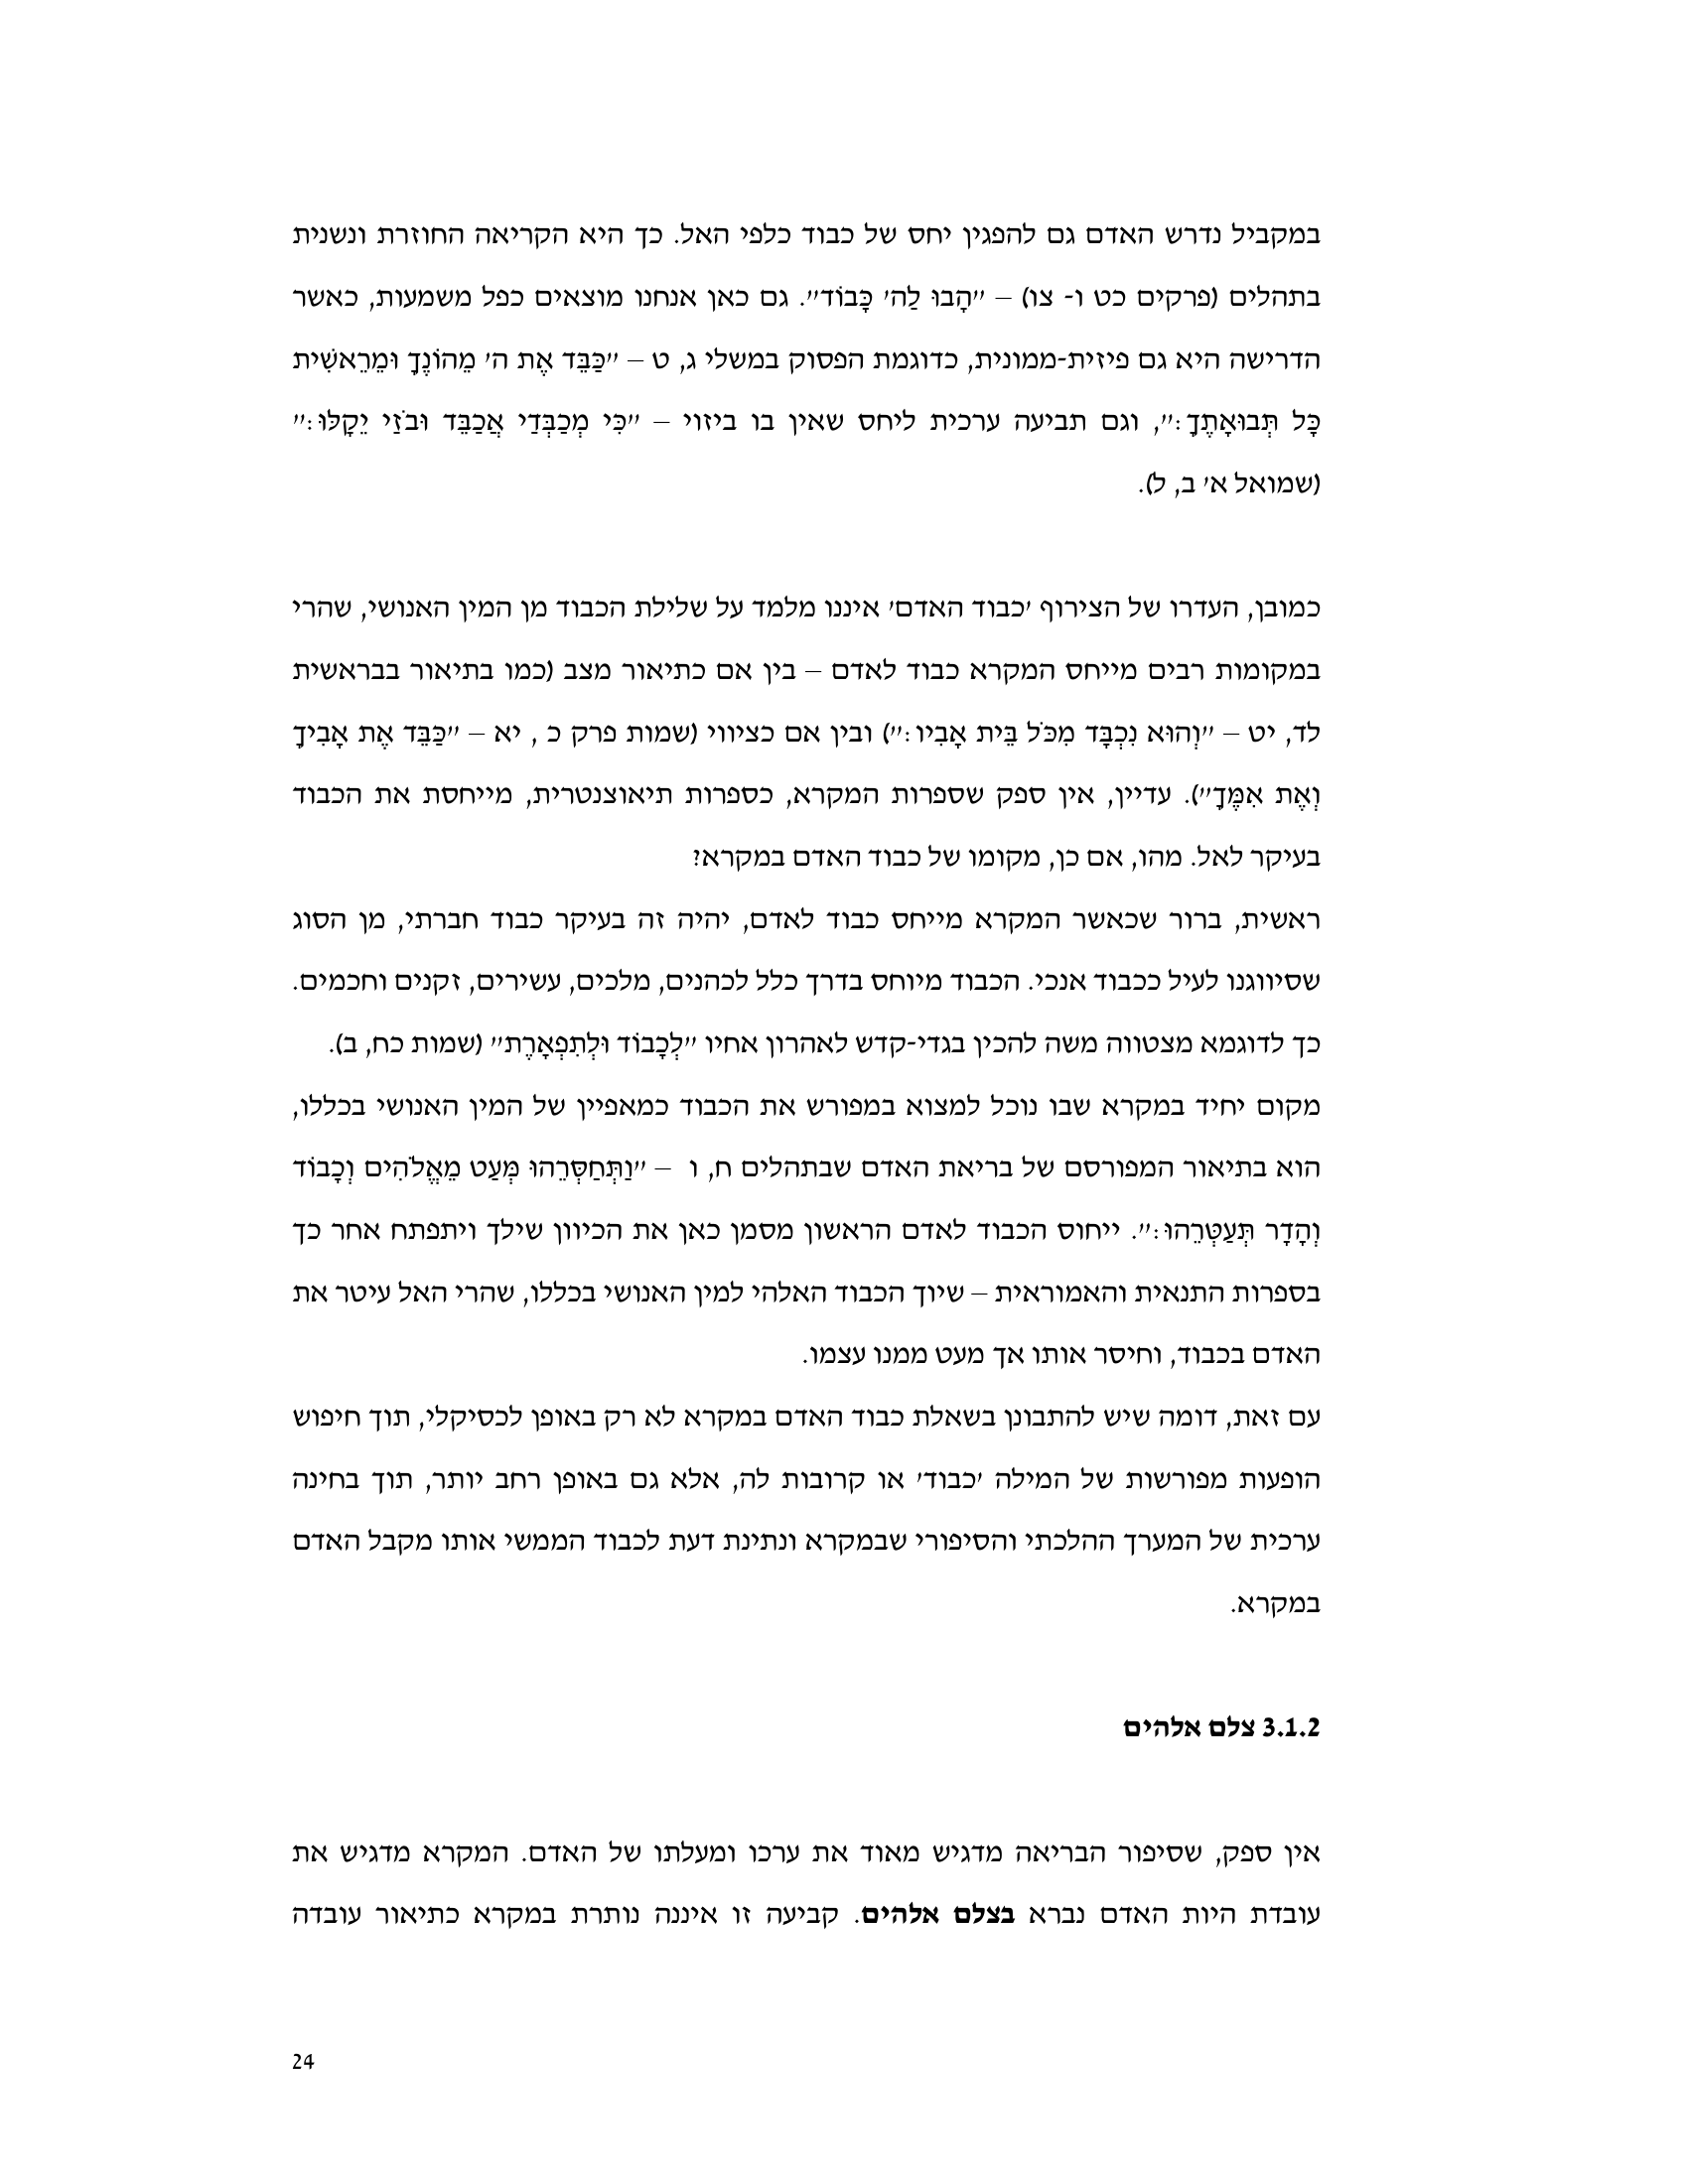 במקביל נדרש האדם גם להפגין יחס של כבוד כלפי האל. כך היא הקריאה החוזרת ונשנית
בתהלים (פרקים כט ו- צו) – "הָבוּ לַה' כָּבוֹד". גם כאן אנחנו מוצאים כפל משמעות, כאשר
הדרישה היא גם פיזית-ממונית, כדוגמת הפסוק במשלי ג, ט – "כַּבֵּד אֶת ה' מֵהוֹנֶךָ וּמֵרֵאשִׁית
כָּל תְּבוּאָתֶךָ:", וגם תביעה ערכית ליחס שאין בו ביזוי – "כִּי מְכַבְּדַי אֲכַבֵּד וּבֹזַי יֵקָלּוּ:"
(שמואל א' ב, ל).
כמובן, העדרו של הצירוף 'כבוד האדם' איננו מלמד על שלילת הכבוד מן המין האנושי, שהרי
במקומות רבים מייחס המקרא כבוד לאדם – בין אם כתיאור מצב (כמו בתיאור בבראשית
לד, יט – "וְהוּא נִכְבָּד מִכֹּל בֵּית אָבִיו:") ובין אם כציווי (שמות פרק כ , יא – "כַּבֵּד אֶת אָבִיךָ
וְאֶת אִמֶּךָ"). עדיין, אין ספק שספרות המקרא, כספרות תיאוצנטרית, מייחסת את הכבוד
בעיקר לאל. מהו, אם כן, מקומו של כבוד האדם במקרא?
ראשית, ברור שכאשר המקרא מייחס כבוד לאדם, יהיה זה בעיקר כבוד חברתי, מן הסוג
שסיווגנו לעיל ככבוד אנכי. הכבוד מיוחס בדרך כלל לכהנים, מלכים, עשירים, זקנים וחכמים.
כך לדוגמא מצטווה משה להכין בגדי-קדש לאהרון אחיו "לְכָבוֹד וּלְתִפְאָרֶת" (שמות כח, ב).
מקום יחיד במקרא שבו נוכל למצוא במפורש את הכבוד כמאפיין של המין האנושי בכללו,
הוא בתיאור המפורסם של בריאת האדם שבתהלים ח, ו – "וַתְּחַסְּרֵהוּ מְּעַט מֵאֱלֹהִים וְכָבוֹד
וְהָדָר תְּעַטְּרֵהוּ:". ייחוס הכבוד לאדם הראשון מסמן כאן את הכיוון שילך ויתפתח אחר כך
בספרות התנאית והאמוראית – שיוך הכבוד האלהי למין האנושי בכללו, שהרי האל עיטר את
האדם בכבוד, וחיסר אותו אך מעט ממנו עצמו.
עם זאת, דומה שיש להתבונן בשאלת כבוד האדם במקרא לא רק באופן לכסיקלי, תוך חיפוש
הופעות מפורשות של המילה 'כבוד' או קרובות לה, אלא גם באופן רחב יותר, תוך בחינה
ערכית של המערך ההלכתי והסיפורי שבמקרא ונתינת דעת לכבוד הממשי אותו מקבל האדם
במקרא.
3.1.2 צלם אלהים
אין ספק, שסיפור הבריאה מדגיש מאוד את ערכו ומעלתו של האדם. המקרא מדגיש את
עובדת היות האדם נברא בצלם אלהים. קביעה זו איננה נותרת במקרא כתיאור עובדה
24